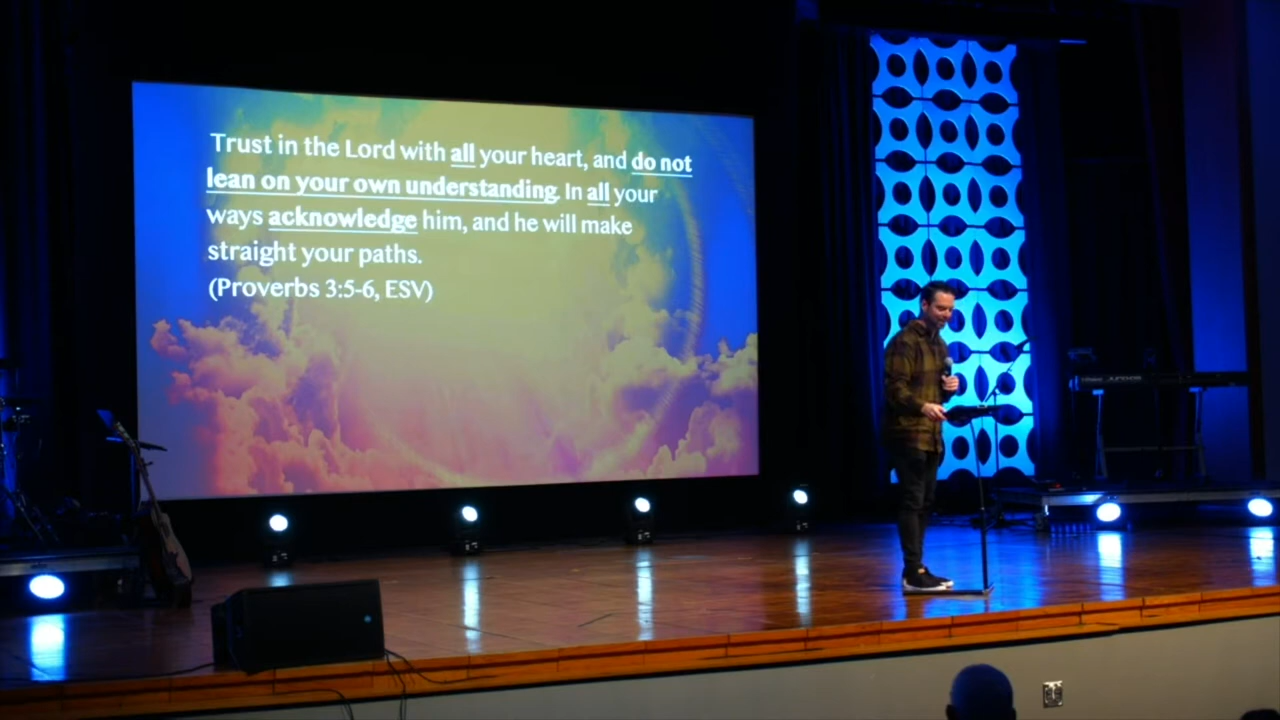 Trust in the Lord with all your heart, and do not
lean on your own understanding. In all your
ways acknowledge him, and he will make
straight your paths.
(Proverbs 3:5-6, ESV)